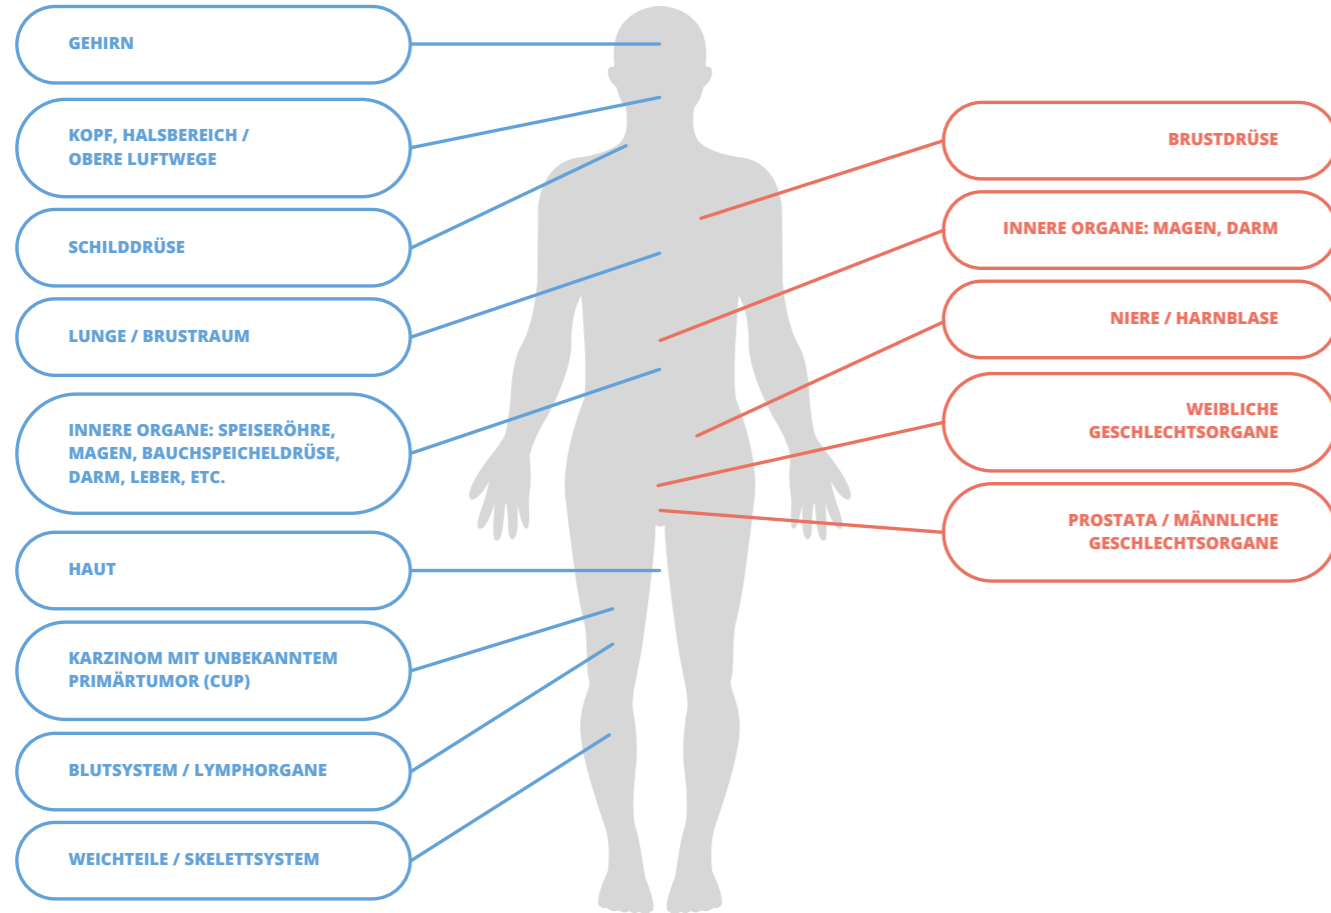 GEHIRN
KOPF, HALSBEREICH /
OBERE LUFTWEGE
SCHILDDRÜSE
LUNGE / BRUSTRAUM
INNERE ORGANE: SPEISERÖHRE,
MAGEN, BAUCHSPEICHELDRÜSE,
DARM, LEBER, ETC.
HAUT
KARZINOM MIT UNBEKANNTEM
PRIMÄRTUMOR (CUP)
BLUTSYSTEM / LYMPHORGANE
WEICHTEILE / SKELETTSYSTEM
BRUSTDRÜSE
INNERE ORGANE: MAGEN, DARM
NIERE / HARNBLASE
WEIBLICHE
GESCHLECHTSORGANE
PROSTATA / MÄNNLICHE
GESCHLECHTSORGANE